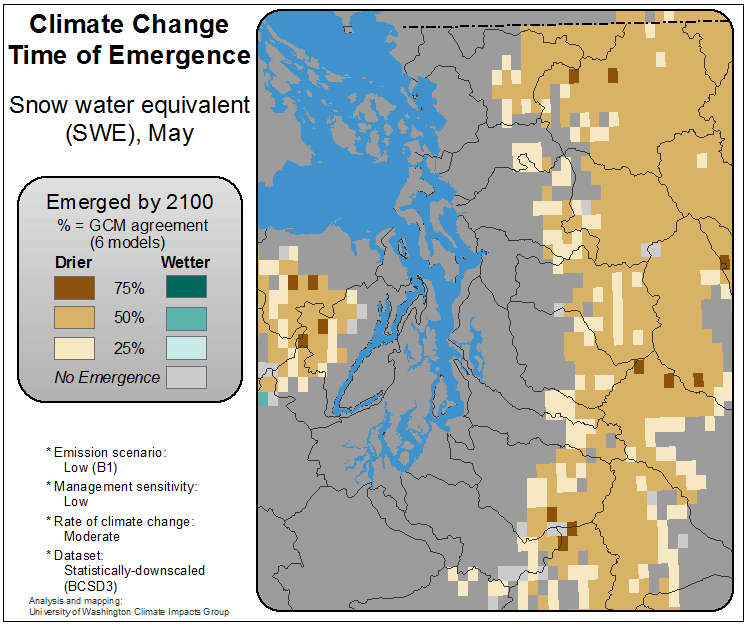 Climate Change
Time of Emergence
Snow water equivalent
(SWE), May
Emerged by 2100
% = GCM agreement
(6 models)
Drier Wetter
75%
50%
25%
No Emergence
* Emission scenario:
Low (B1)
* Management sensitivity:
Low
* Rate of climate change:
Moderate
* Dataset:
Statistically-downscaled
(BCSD3)
Analysis and mapping:
University of Washington Climate Impacts Group